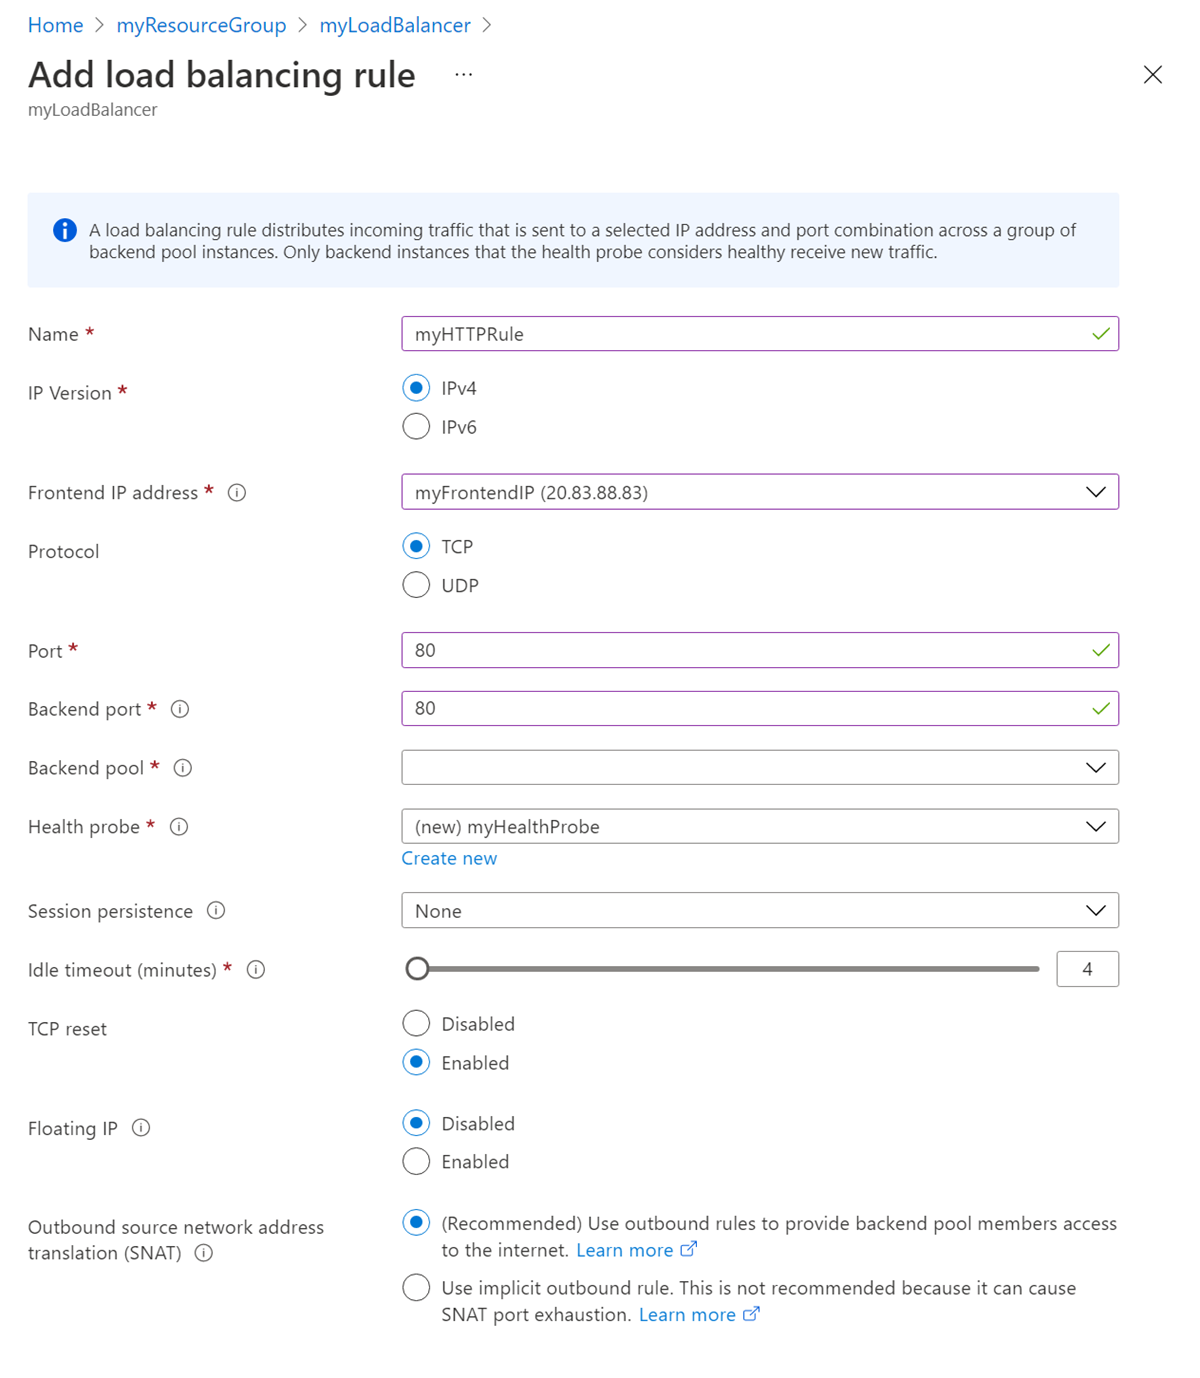 Home > myResourceGroup > myLoadBalancer >
Add load balancing rule ...
myLoadBalancer
A load balancing rule distributes incoming traffic that is sent to a selected IP address and port combination across a group of
backend pool instances. Only backend instances that the health probe considers healthy receive new traffic.
Name * myHTTPRule
IP Version * IPv4
IPv6
Frontend IP address * myFrontendIP (20.83.88.83)
Protocol TCP
UDP
Port * 80
Backend port * 80
Backend pool *
Health probe * (new) myHealthProbe
Create new
Session persistence None
Idle timeout (minutes) * 4
TCP reset Disabled
Enabled
Floating IP Disabled
Enabled
Outbound source network address
translation (SNAT)
(Recommended) Use outbound rules to provide backend pool members access
to the internet. Learn more
Use implicit outbound rule. This is not recommended because it can cause
SNAT port exhaustion. Learn more